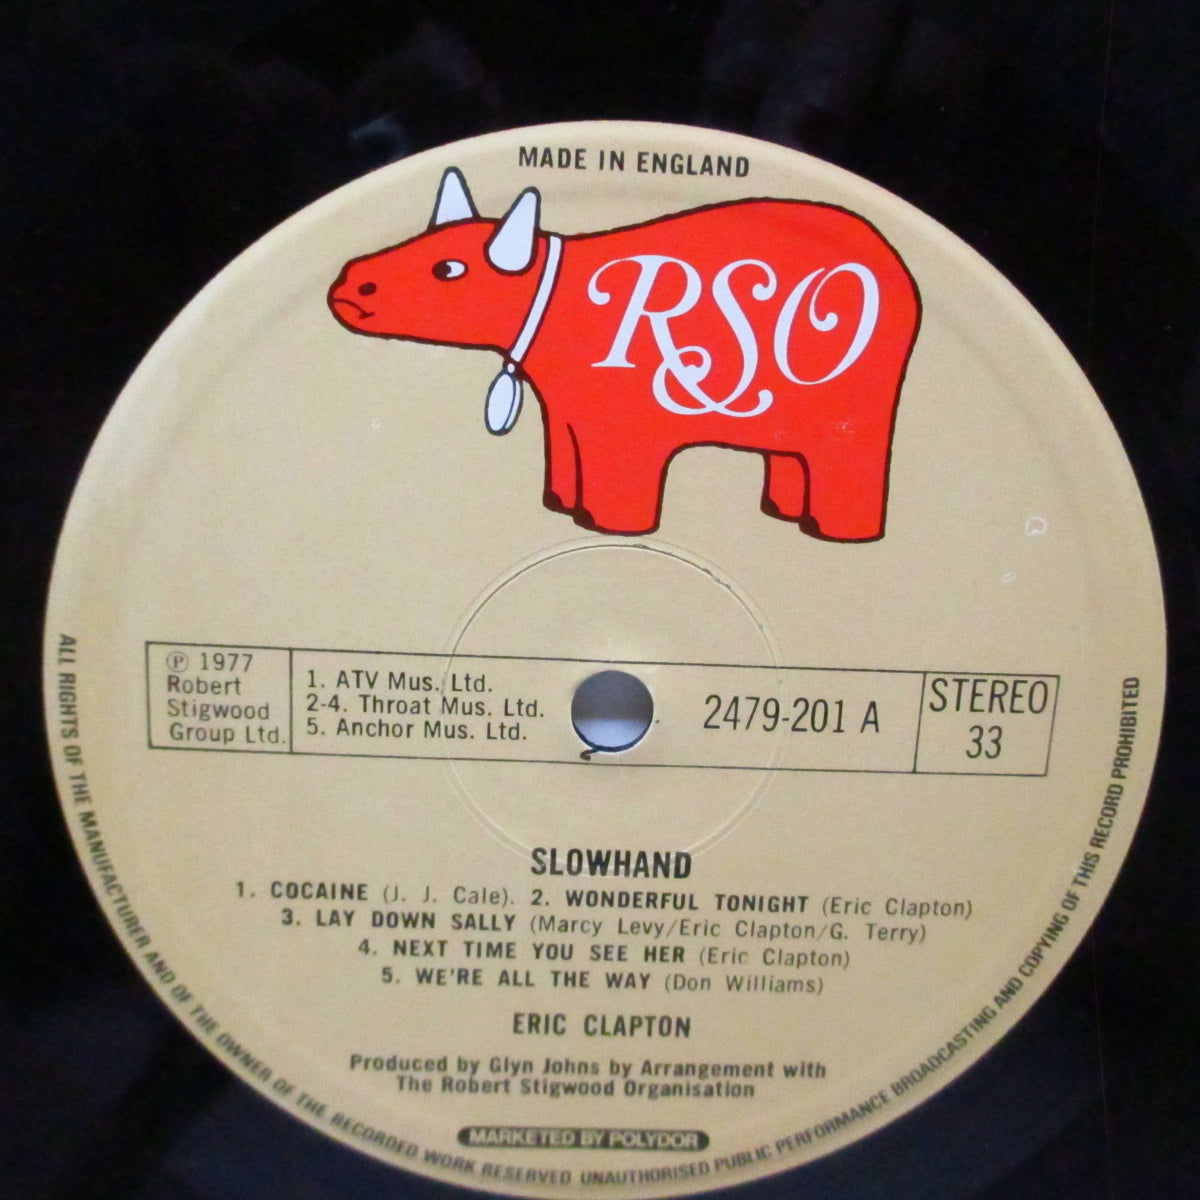 MADE IN ENGLAND
RSO
Ⓟ 1977
Robert
Stigwood
Group Ltd.
1. ATV Mus. Ltd.
2-4. Throat Mus. Ltd.
5. Anchor Mus. Ltd.
2479-201 A
STEREO
33
SLOWHAND
1. COCAINE (J. J. Cale). 2. WONDERFUL TONIGHT (Eric Clapton)
3. LAY DOWN SALLY (Marcy Levy/Eric Clapton/G. Terry)
4. NEXT TIME YOU SEE HER (Eric Clapton)
5. WE'RE ALL THE WAY (Don Williams)
ERIC CLAPTON
Produced by Glyn Johns by Arrangement with
The Robert Stigwood Organisation
MARKETED BY POLYDOR
ALL RIGHTS OF THE MANUFACTURER AND OF THE OWNER OF THE RECORDED WORK RESERVED UNAUTHORISED PUBLIC PERFORMANCE BROADCASTING AND COPYING OF THIS RECORD PROHIBITED